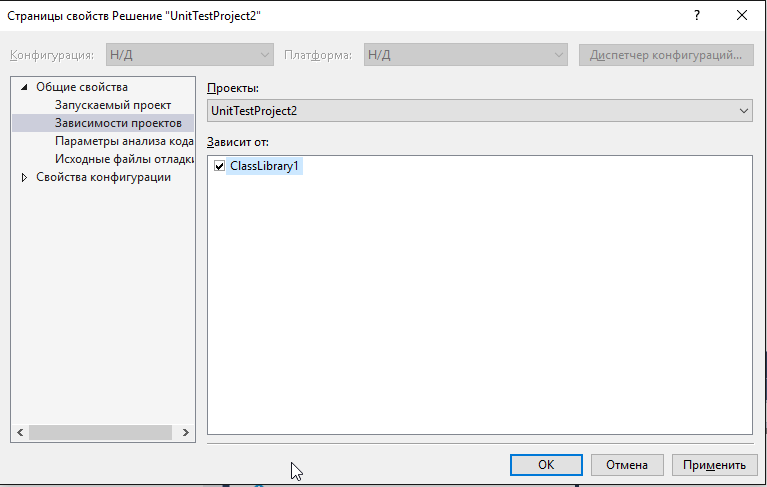 Страницы свойств Решение "UnitTestProject2"
?
Конфигурация: Н/Д Платформа: Н/Д Диспетчер конфигураций...
Общие свойства
Запускаемый проект
Зависимости проектов
Параметры анализа кода
Исходные файлы отладки
Свойства конфигурации
Проекты:
UnitTestProject2
Зависит от:
ClassLibrary1
ОК Отмена Применить